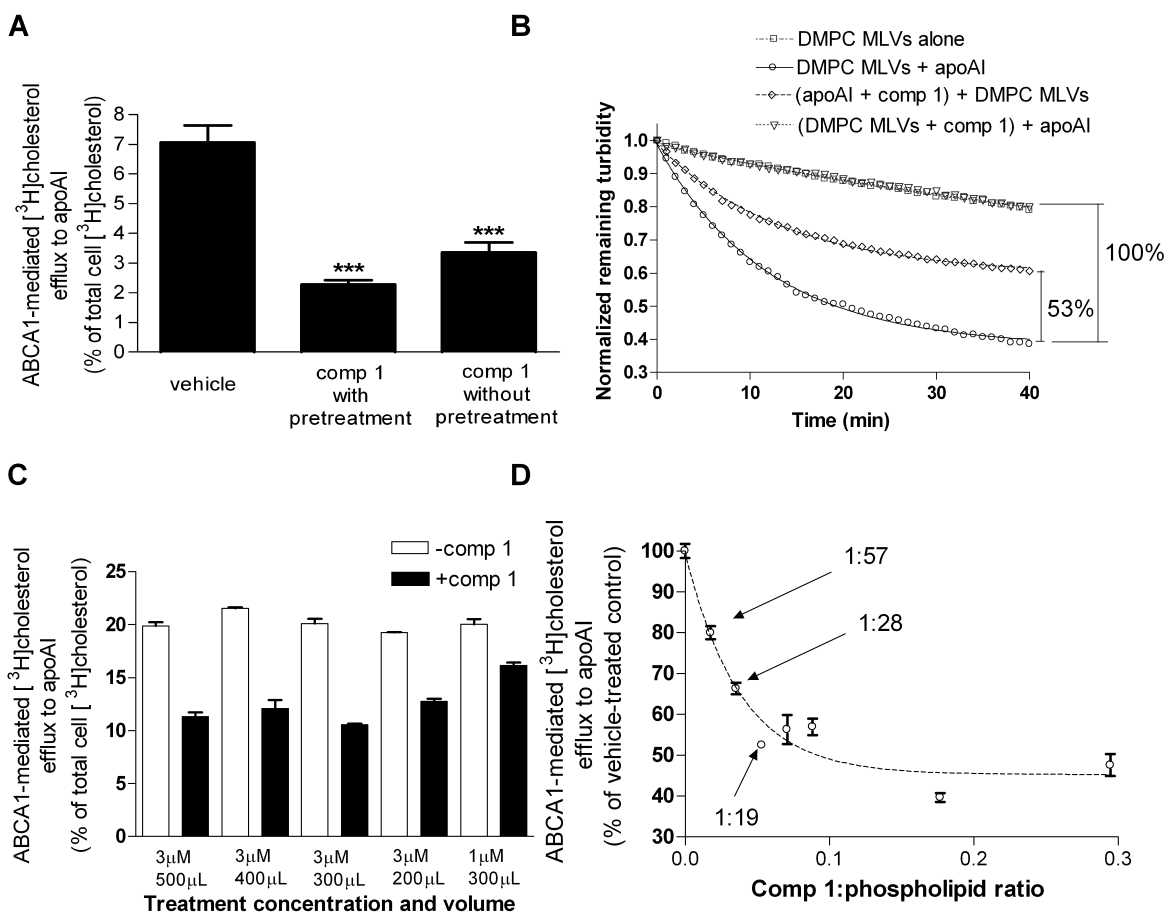 A
ABCA1-mediated [³H]cholesterol
efflux to apoAI
(% of total cell [³H]cholesterol)
8
7
6
5
4
3
2
1
0
***
***
vehicle
comp 1
with
pretreatment
comp 1
without
pretreatment
B
DMPC MLVs alone
DMPC MLVs + apoAI
(apoAI + comp 1) + DMPC MLVs
(DMPC MLVs + comp 1) + apoAI
Normalized remaining turbidity
1.0
0.9
0.8
0.7
0.6
0.5
0.4
0.3
0 10 20 30 40
Time (min)
100%
53%
C
-comp 1
+comp 1
ABCA1-mediated [³H]cholesterol
efflux to apoAI
(% of total cell [³H]cholesterol)
25
20
15
10
5
0
3μM 3μM 3μM 3μM 1μM
500μL 400μL 300μL 200μL 300μL
Treatment concentration and volume
D
ABCA1-mediated [³H]cholesterol
efflux to apoAI
(% of vehicle-treated control)
100
90
80
70
60
50
40
30
1:57
1:28
1:19
0.0 0.1 0.2 0.3
Comp 1:phospholipid ratio